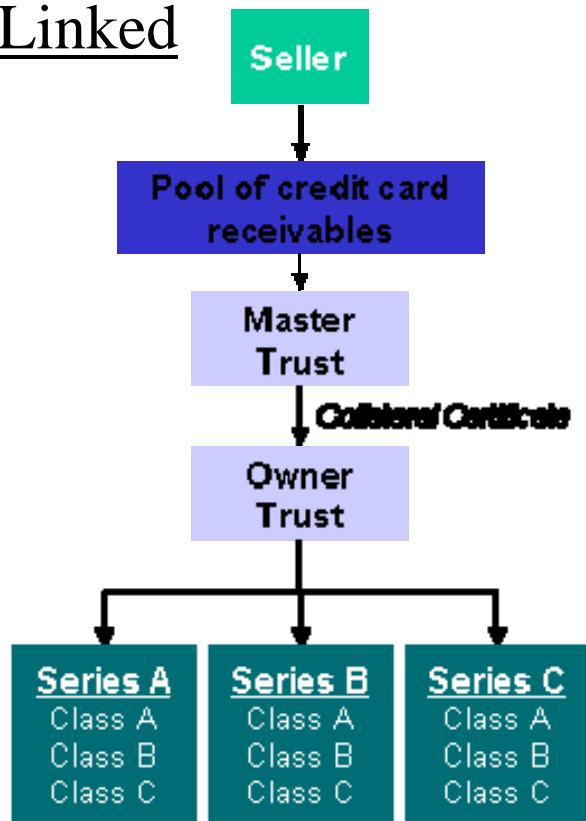 Linked
Seller
Pool of credit card
receivables
Master
Trust
Collateral Certificate
Owner
Trust
Series A
Class A
Class B
Class C
Series B
Class A
Class B
Class C
Series C
Class A
Class B
Class C